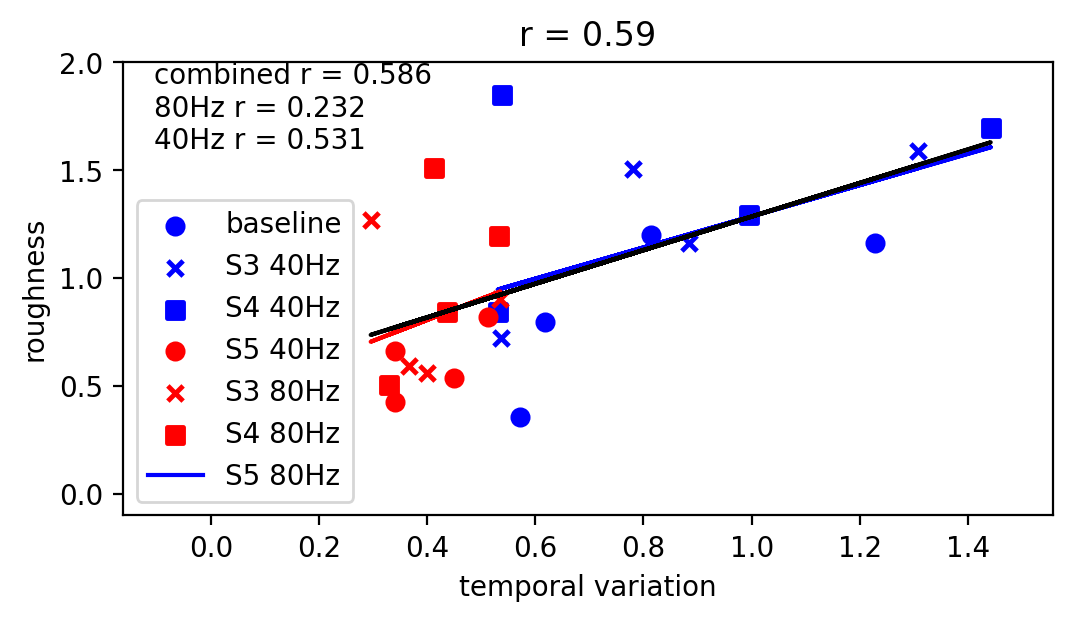 r = 0.59
combined r = 0.586
80Hz r = 0.232
40Hz r = 0.531
baseline
S3 40Hz
S4 40Hz
S5 40Hz
S3 80Hz
S4 80Hz
S5 80Hz
roughness
2.0
1.5
1.0
0.5
0.0
0.0 0.2 0.4 0.6 0.8 1.0 1.2 1.4
temporal variation